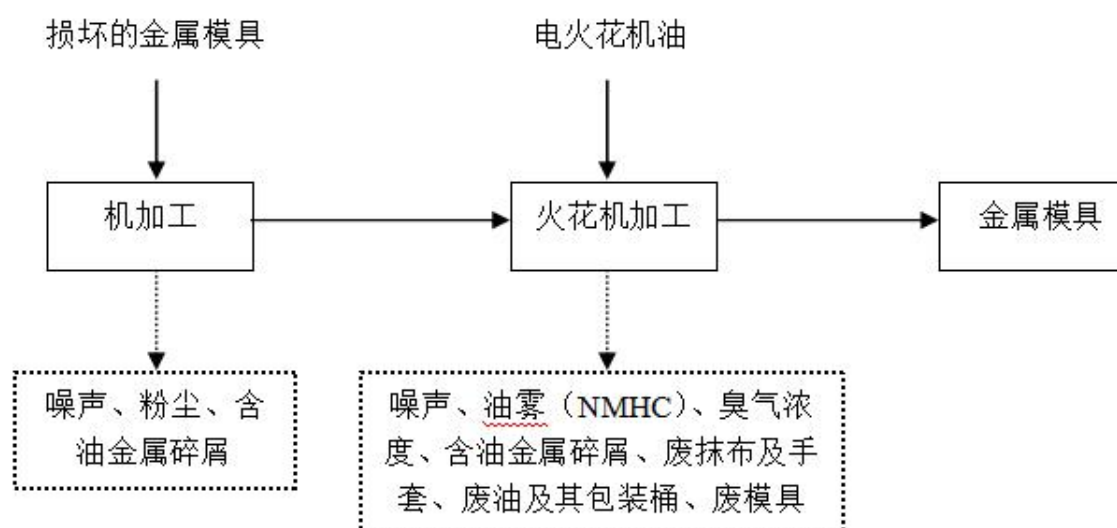 损坏的金属模具
电火花机油
机加工
火花机加工
金属模具
噪声、粉尘、含
油金属碎屑
噪声、油雾（NMHC）、臭气浓
度、含油金属碎屑、废抹布及手
套、废油及其包装桶、废模具